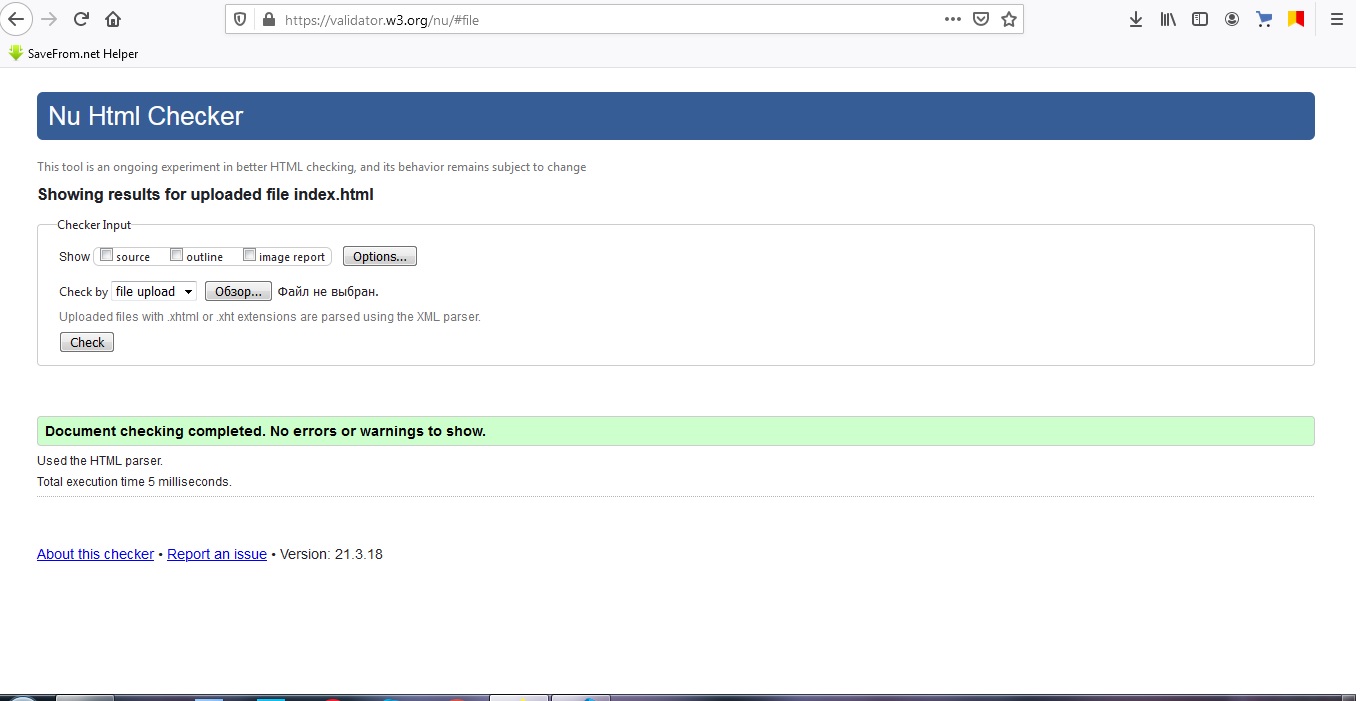 https://validator.w3.org/nu/#file
SaveFrom.net Helper
Nu Html Checker
This tool is an ongoing experiment in better HTML checking, and its behavior remains subject to change
Showing results for uploaded file index.html
Checker Input
Show source outline image report Options...
Check by file upload Обзор... Файл не выбран.
Uploaded files with .xhtml or .xht extensions are parsed using the XML parser.
Check
Document checking completed. No errors or warnings to show.
Used the HTML parser.
Total execution time 5 milliseconds.
About this checker • Report an issue • Version: 21.3.18